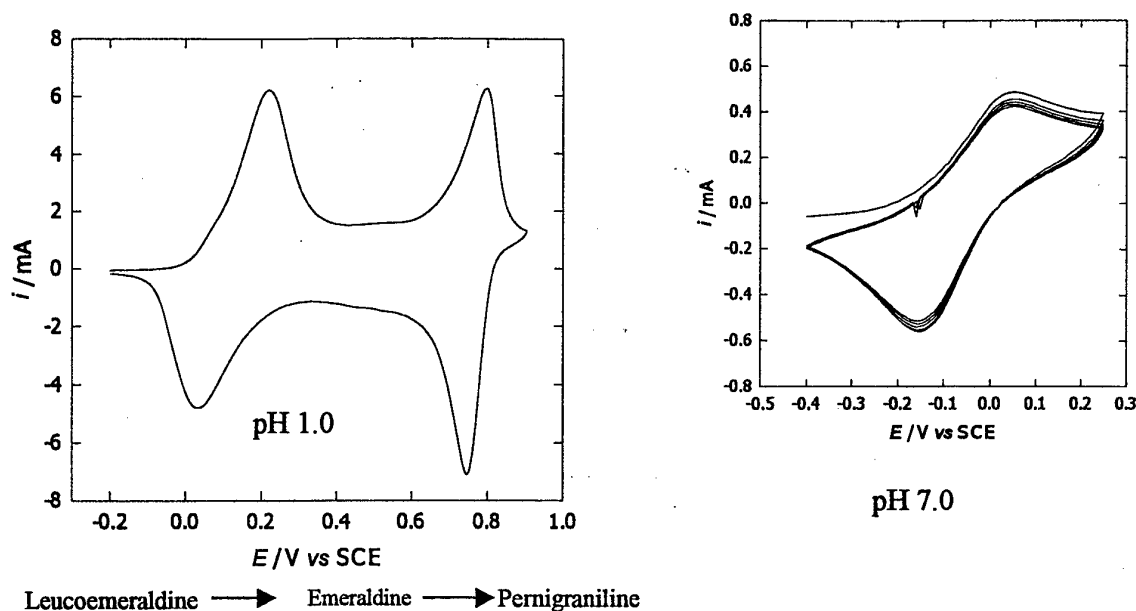 8
6
4
2
0
-2
-4
-6
-8
i / mA
pH 1.0
-0.2 0.0 0.2 0.4 0.6 0.8 1.0
E / V vs SCE
Leucoemeraldine Emeraldine Pernigraniline
0.8
0.6
0.4
0.2
0.0
-0.2
-0.4
-0.6
-0.8
i / mA
-0.5 -0.4 -0.3 -0.2 -0.1 0.0 0.1 0.2 0.3
E / V vs SCE
pH 7.0